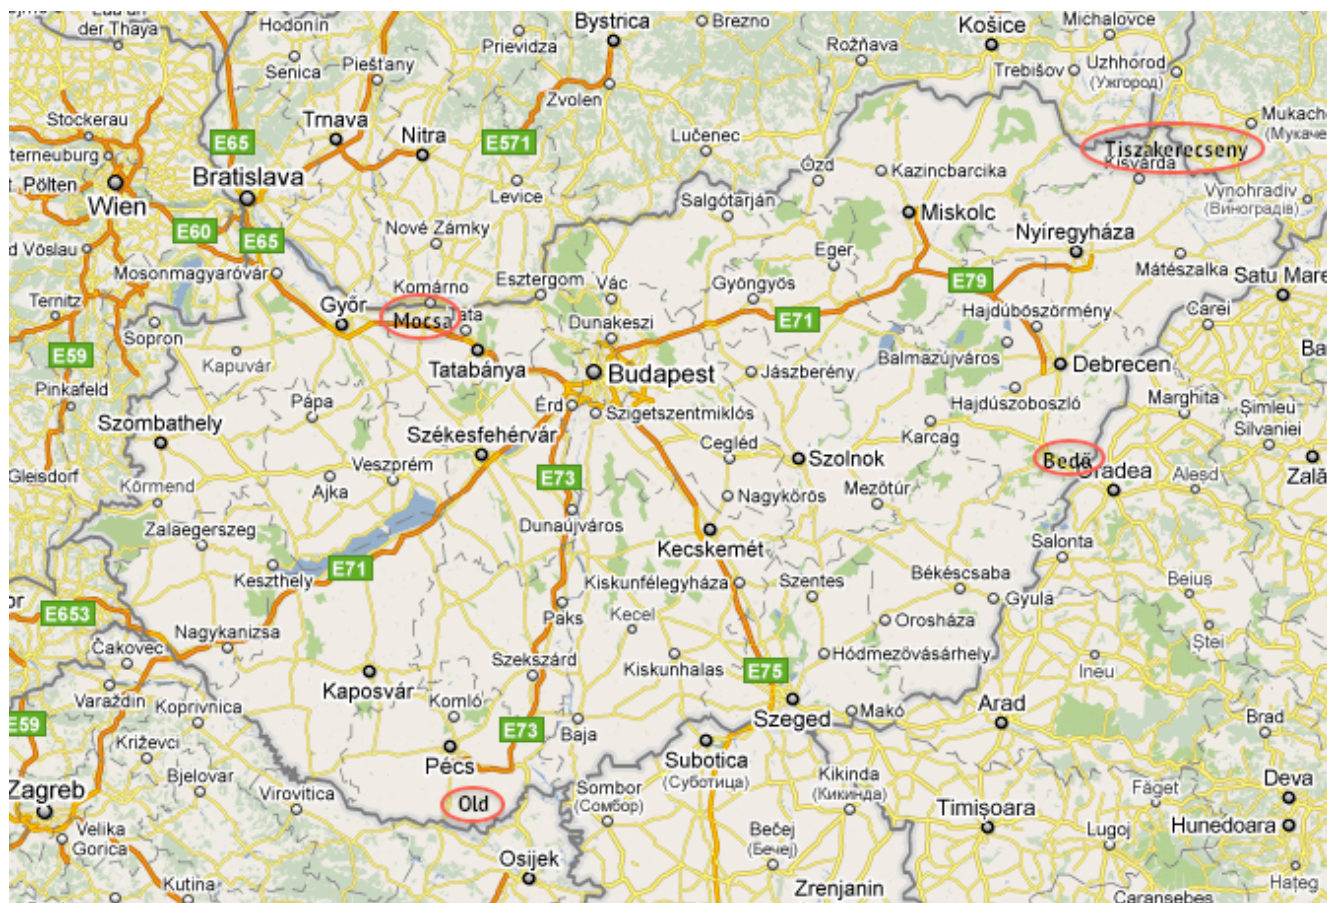 der Thaya
Hodonín
Bystrica
Brezno
Košice
Michalovce
Prievidza
Rožňava
Senica
Piešťany
Trebišov
Uzhhorod
(Ужгород)
Zvolen
Stockerau
E65
Trnava
Nitra
E571
Lučenec
Mukach
(Мукаче
terneuburg
Bratislava
Ózd
Kazincbarcika
Tiszakerecseny
Kisvárda
Pölten
Wien
Levice
Salgótarján
Miskolc
Vynohradiv
(Виноградів)
E60
E65
Nové Zámky
Eger
Nyíregyháza
d Vöslau
Mosonmagyaróvár
Komárno
Esztergom
Vác
Gyöngyös
E79
Mátészalka
Satu Mare
Ternitz
Győr
Mocsa
Tata
Dunakeszi
E71
Hajdúböszörmény
Carei
Sopron
E59
Kapuvár
Tatabánya
Budapest
Jászberény
Balmazújváros
Debrecen
Ba
Pinkafeld
Pápa
Érd
Szigetszentmiklós
Hajdúszoboszló
Marghita
Şimleu
Silvaniei
Szombathely
Székesfehérvár
Cegléd
Karcag
Gleisdorf
Veszprém
E73
Szolnok
Bedő
Oradea
Alesd
Zală
Körmend
Ajka
Nagykőrös
Mezőtúr
Zalaegerszeg
Dunaújváros
Kecskemét
Salonta
Keszthely
E71
Kiskunfélegyháza
Szentes
Békéscsaba
Beiuş
Gyula
or
E653
Paks
Kecel
Orosháza
Nagykanizsa
Ştei
Čakovec
Szekszárd
Kiskunhalas
E75
Hódmezővásárhely
Ineu
Kaposvár
Varaždin
Koprivnica
Komló
Szeged
Makó
Arad
E59
E73
Baja
Brad
Križevci
Pécs
Subotica
(Суботица)
Bjelovar
Kikinda
(Кикинда)
Deva
Zagreb
Virovitica
Old
Sombor
(Сомбор)
Timișoara
Făget
Velika
Gorica
Bečej
(Бечеј)
Lugoj
Hunedoara
Osijek
Kutina
Zrenjanin
Caransebes
Haţeg